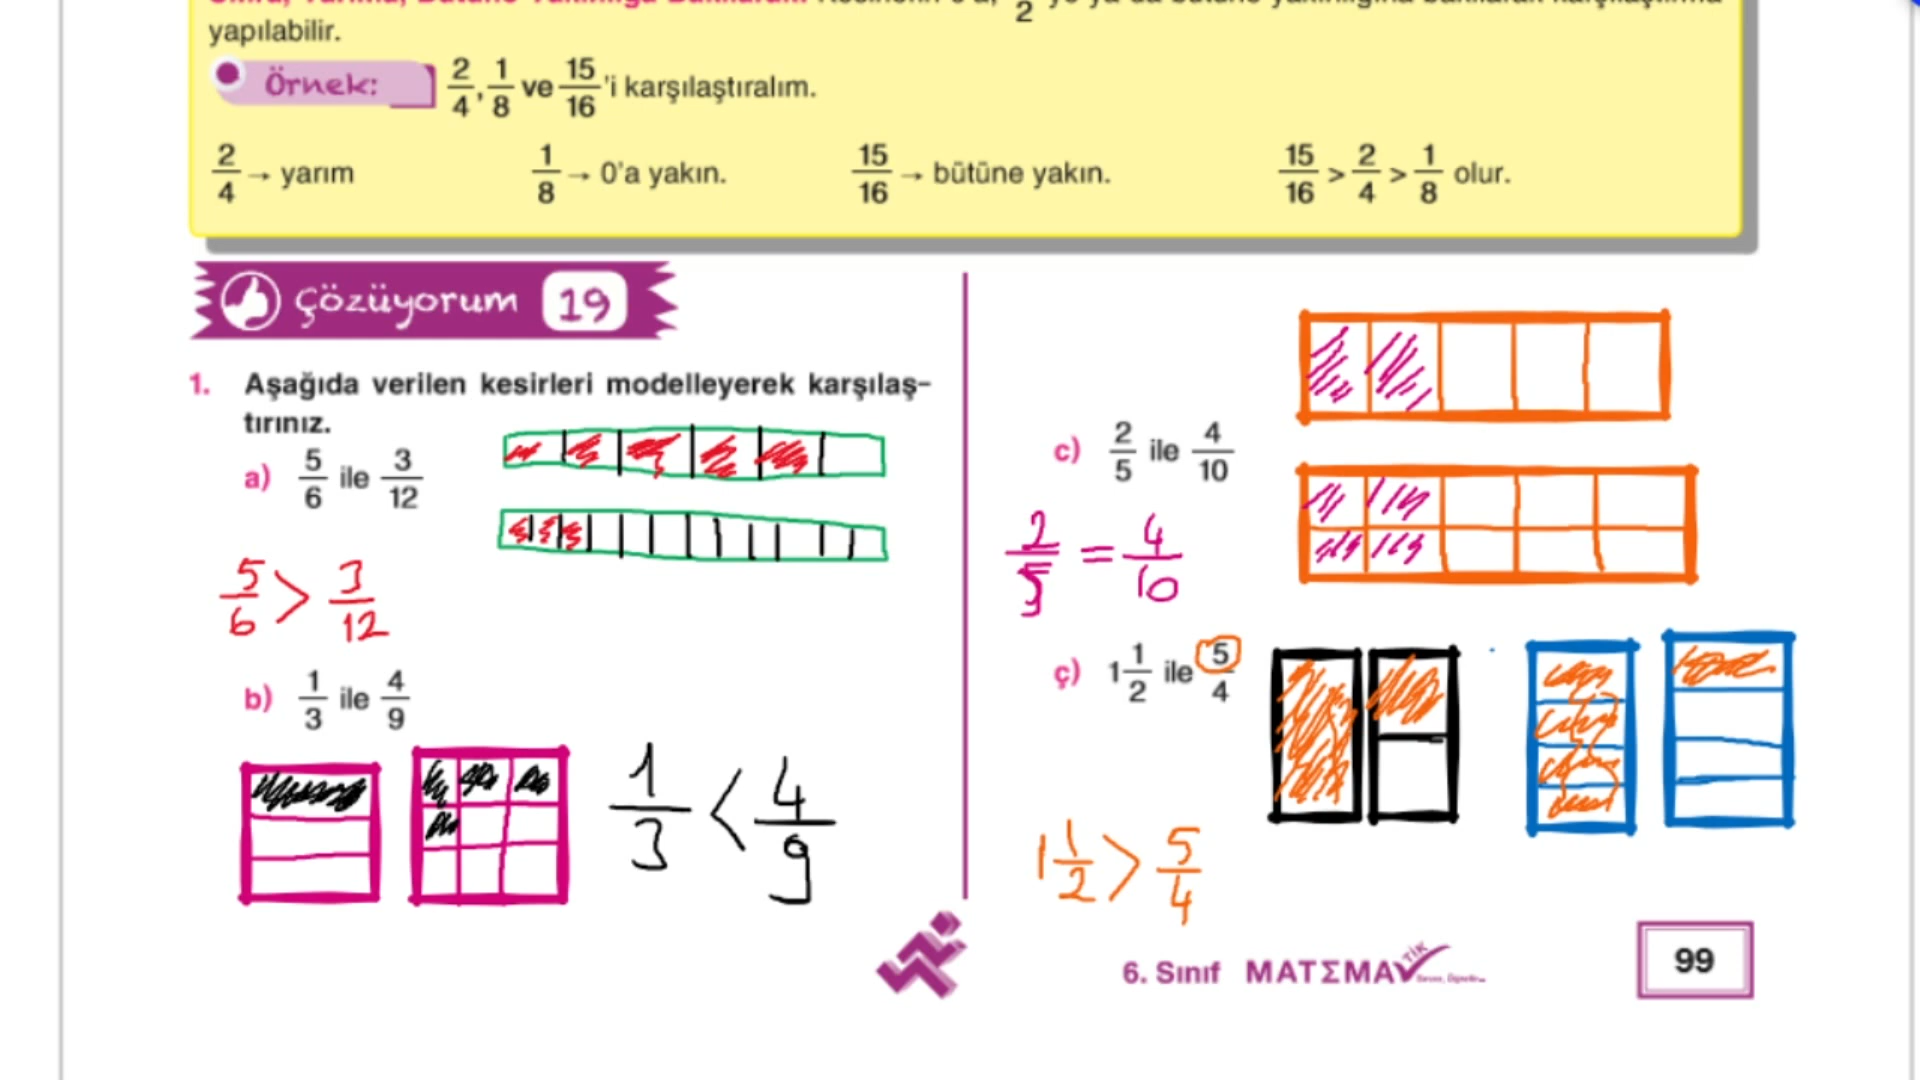 yapılabilir.
Örnek: 2/4, 1/8 ve 15/16 'i karşılaştıralım.
2/4 → yarım 1/8 → 0'a yakın. 15/16 → bütüne yakın. 15/16 > 2/4 > 1/8 olur.
Çözüyorum 19
1. Aşağıda verilen kesirleri modelleyerek karşılaş-
tırınız.
a) 5/6 ile 3/12
5/6 > 3/12
b) 1/3 ile 4/9
1/3 < 4/9
c) 2/5 ile 4/10
2/5 = 4/10
ç) 1 1/2 ile 5/4
1 1/2 > 5/4
6. Sınıf MATΣMATİK
99